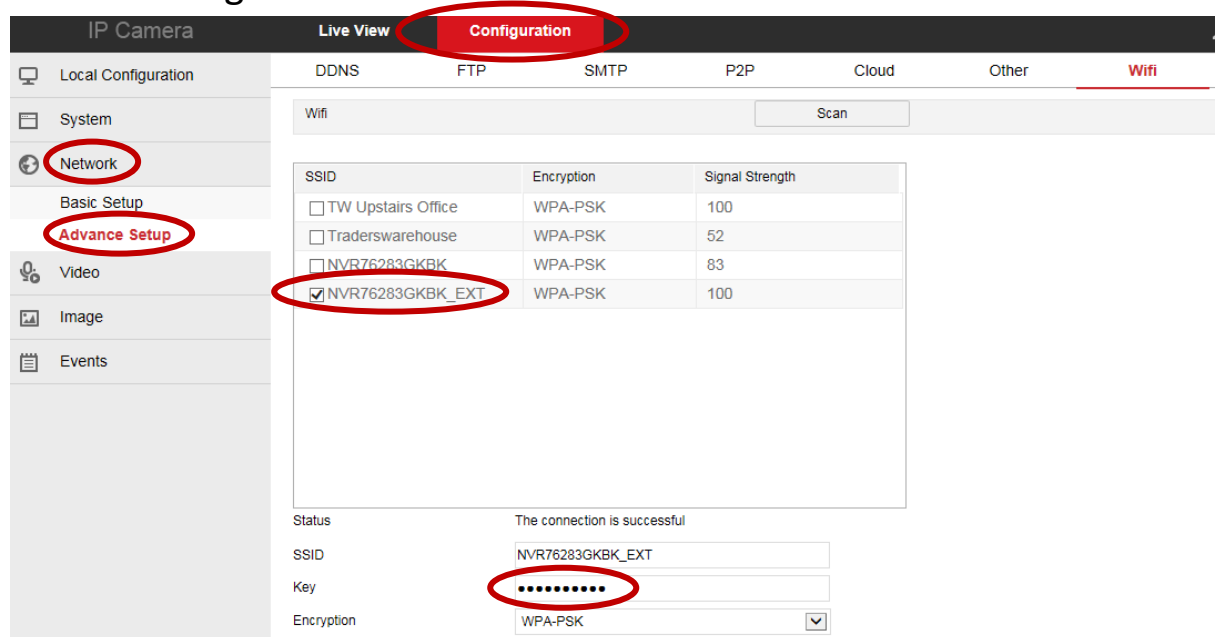 IP Camera Live View Configuration
Local Configuration DDNS FTP SMTP P2P Cloud Other Wifi
System Wifi Scan
Network
SSID Encryption Signal Strength
Basic Setup
TW Upstairs Office WPA-PSK 100
Advance Setup
Traderswarehouse WPA-PSK 52
Video
NVR76283GKBK WPA-PSK 83
NVR76283GKBK_EXT WPA-PSK 100
Image
Events
Status The connection is successful
SSID NVR76283GKBK_EXT
Key ••••••••••
Encryption WPA-PSK